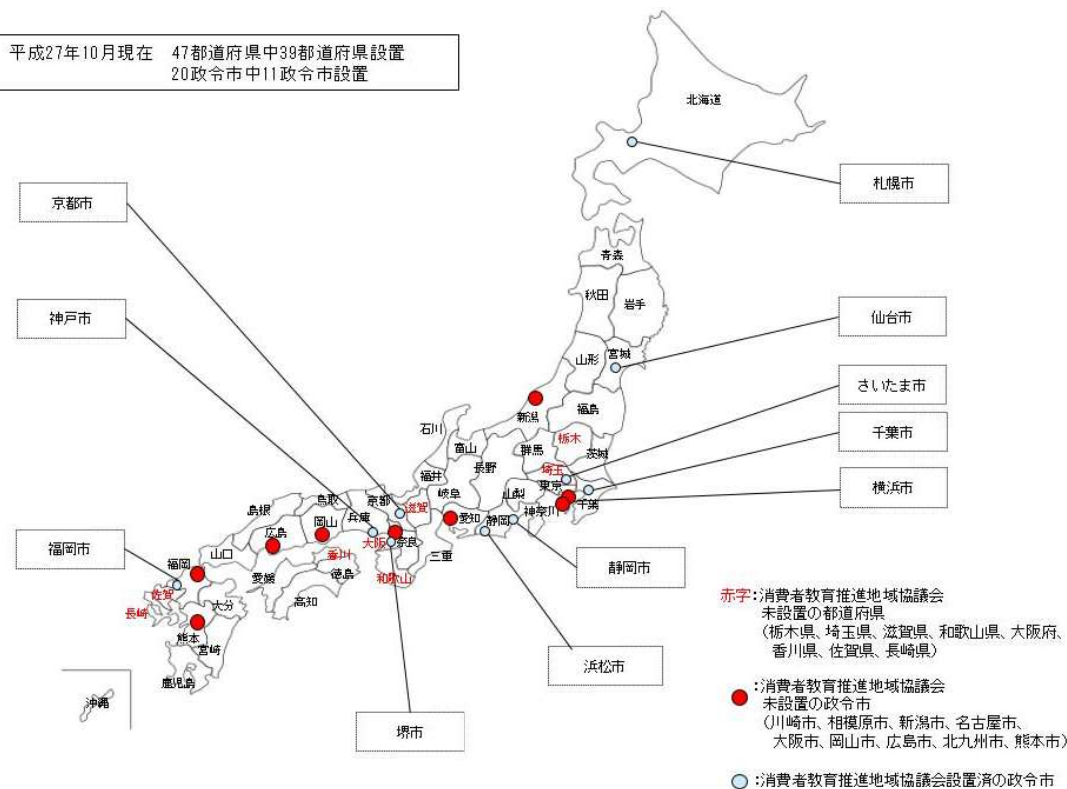 平成27年10月現在 47都道府県中39都道府県設置
20政令市中11政令市設置
北海道
札幌市
京都市
青森
秋田
岩手
神戸市
仙台市
山形
宮城
さいたま市
新潟
福島
石川
栃木
千葉市
富山
群馬
茨城
長野
埼玉
福井
東京
横浜市
鳥取
京都
岐阜
山梨
千葉
島根
岡山
兵庫
滋賀
愛知
静岡
神奈川
福岡市
広島
大阪
奈良
山口
香川
三重
静岡市
福岡
愛媛
徳島
和歌山
佐賀
大分
高知
長崎
熊本
宮崎
浜松市
鹿児島
沖縄
堺市
赤字:消費者教育推進地域協議会
未設置の都道府県
(栃木県、埼玉県、滋賀県、和歌山県、大阪府、
香川県、佐賀県、長崎県)
:消費者教育推進地域協議会
未設置の政令市
(川崎市、相模原市、新潟市、名古屋市、
大阪市、岡山市、広島市、北九州市、熊本市)
:消費者教育推進地域協議会設置済の政令市